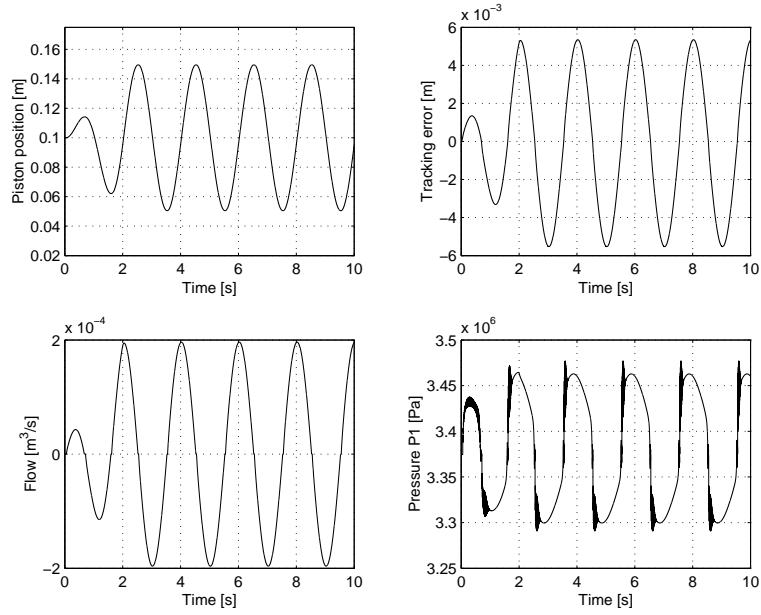 0.16
0.14
0.12
0.1
0.08
0.06
0.04
0.02
0 2 4 6 8 10
Piston position [m]
Time [s]
x 10⁻³
6
4
2
0
−2
−4
−6
0 2 4 6 8 10
Tracking error [m]
Time [s]
x 10⁻⁴
2
0
−2
0 2 4 6 8 10
Flow [m³/s]
Time [s]
x 10⁶
3.5
3.45
3.4
3.35
3.3
3.25
0 2 4 6 8 10
Pressure P1 [Pa]
Time [s]